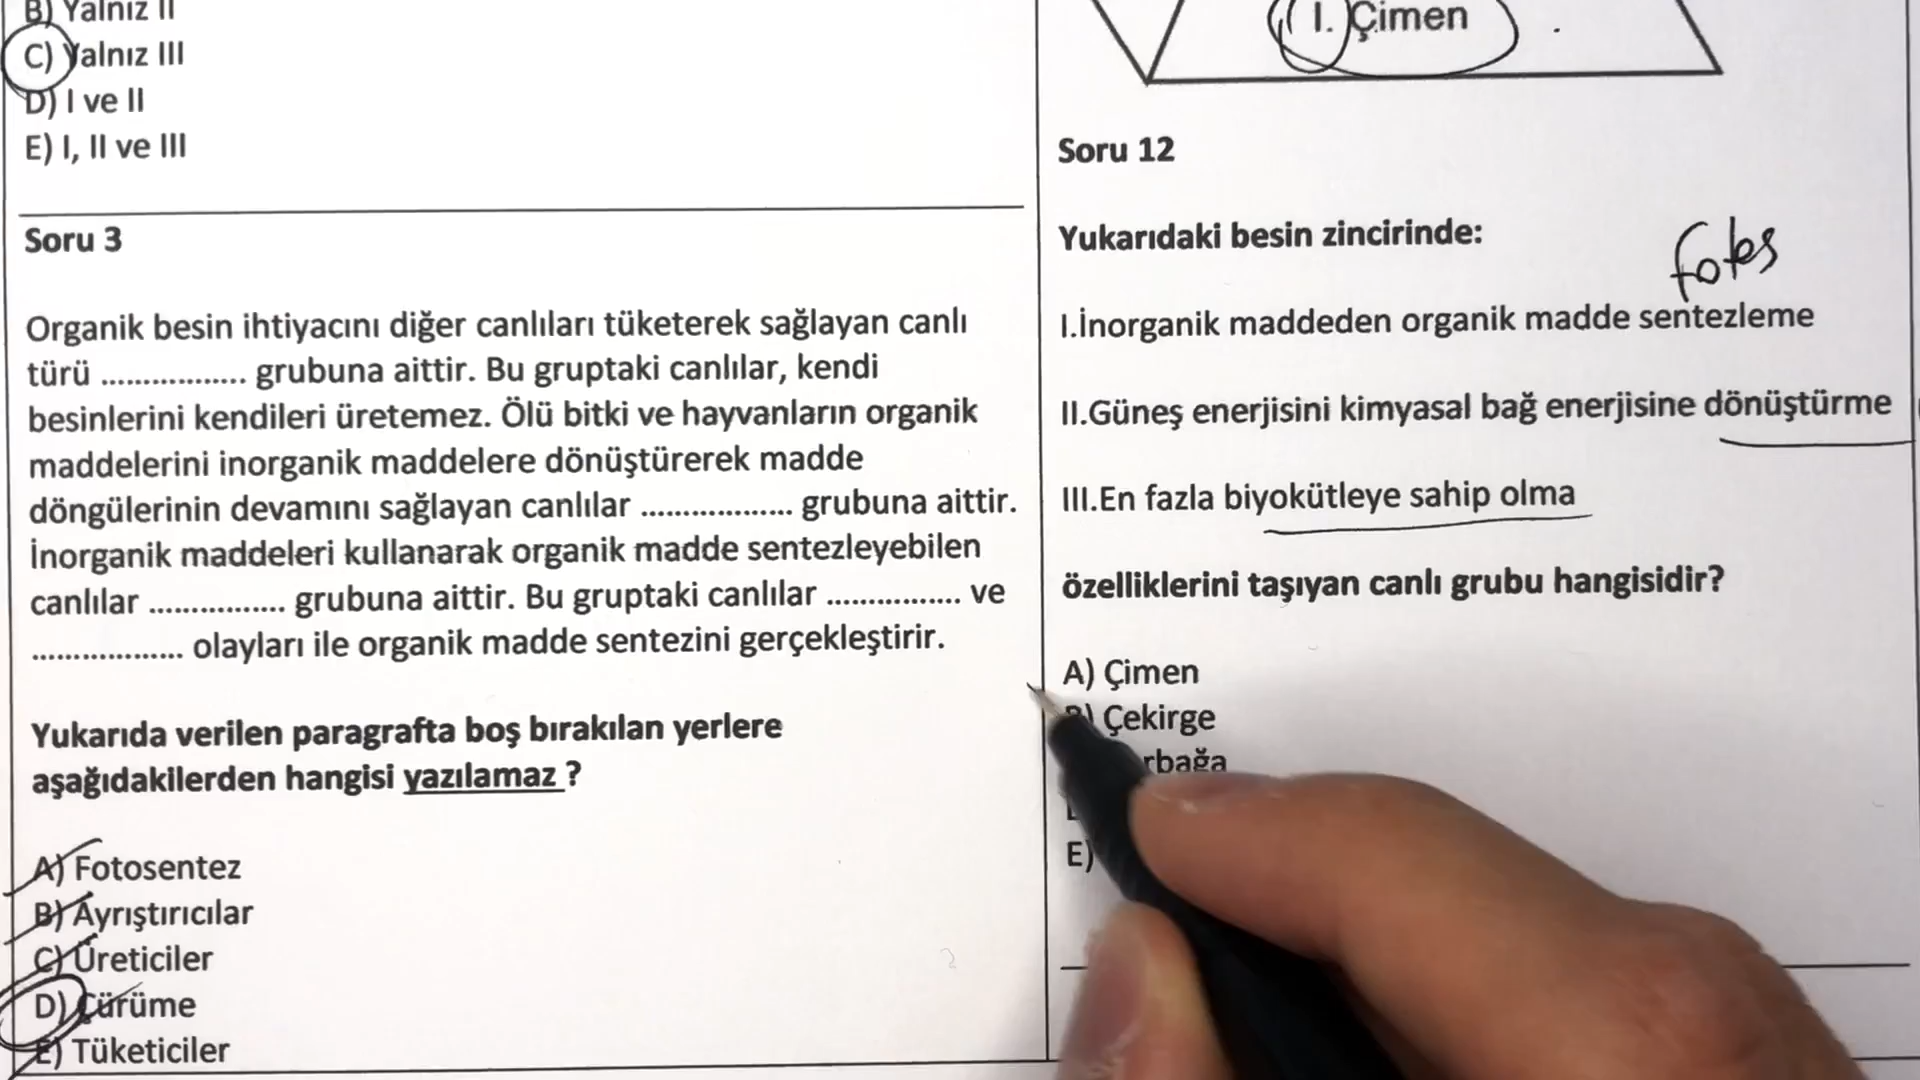 B) Yalnız II
C) Yalnız III
D) I ve II
E) I, II ve III
Soru 3
Organik besin ihtiyacını diğer canlıları tüketerek sağlayan canlı
türü ................. grubuna aittir. Bu gruptaki canlılar, kendi
besinlerini kendileri üretemez. Ölü bitki ve hayvanların organik
maddelerini inorganik maddelere dönüştürerek madde
döngülerinin devamını sağlayan canlılar .................. grubuna aittir.
İnorganik maddeleri kullanarak organik madde sentezleyebilen
canlılar ................ grubuna aittir. Bu gruptaki canlılar ................ ve
.................. olayları ile organik madde sentezini gerçekleştirir.
Yukarıda verilen paragrafta boş bırakılan yerlere
aşağıdakilerden hangisi yazılamaz ?
A) Fotosentez
B) Ayrıştırıcılar
C) Üreticiler
D) Çürüme
E) Tüketiciler
I. Çimen
Soru 12
Yukarıdaki besin zincirinde:
fotos
I.İnorganik maddeden organik madde sentezleme
II.Güneş enerjisini kimyasal bağ enerjisine dönüştürme
III.En fazla biyokütleye sahip olma
özelliklerini taşıyan canlı grubu hangisidir?
A) Çimen
B) Çekirge
rbağa
E)